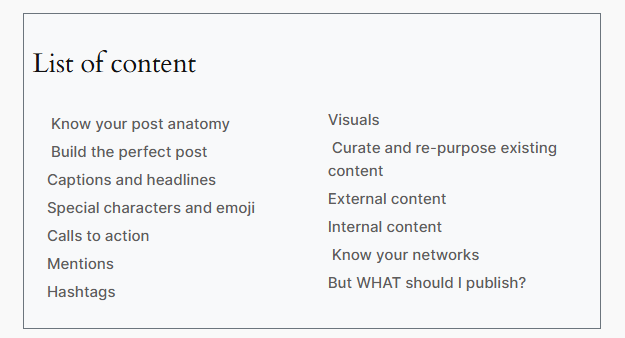 List of content
Know your post anatomy
Build the perfect post
Captions and headlines
Special characters and emoji
Calls to action
Mentions
Hashtags
Visuals
Curate and re-purpose existing
content
External content
Internal content
Know your networks
But WHAT should I publish?